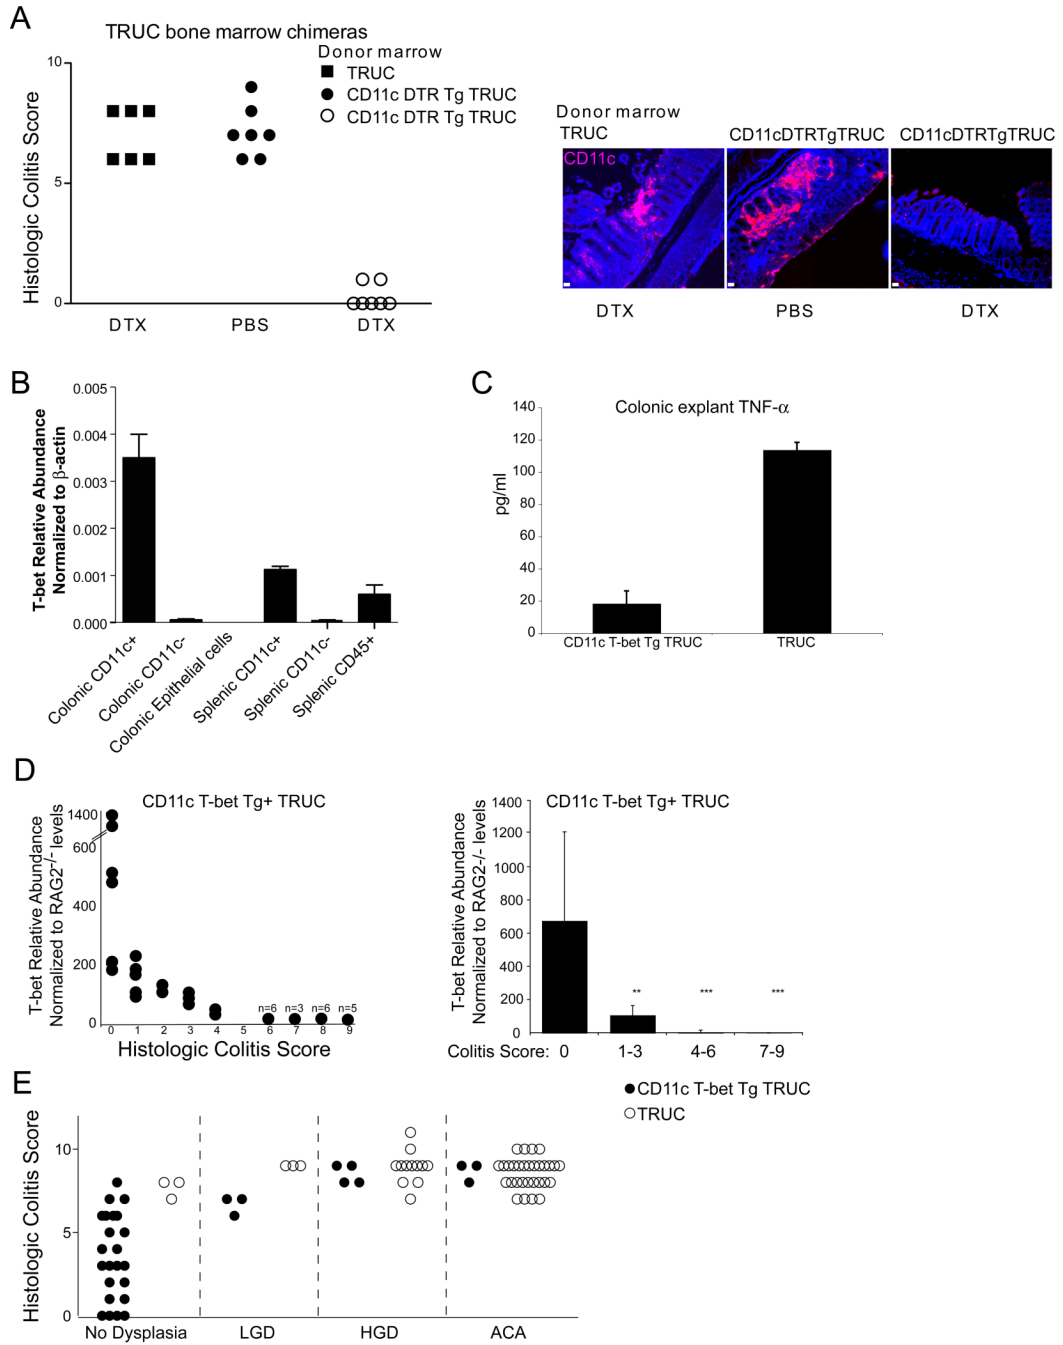 A
TRUC bone marrow chimeras
Donor marrow
TRUC
CD11c DTR Tg TRUC
CD11c DTR Tg TRUC
Histologic Colitis Score
10
5
0
DTX
PBS
DTX
Donor marrow
TRUC
CD11cDTRTgTRUC
CD11cDTRTgTRUC
CD11c
DTX
PBS
DTX
B
T-bet Relative Abundance
Normalized to β-actin
0.005
0.004
0.003
0.002
0.001
0.000
Colonic CD11c+
Colonic CD11c-
Colonic Epithelial cells
Splenic CD11c+
Splenic CD11c-
Splenic CD45+
C
Colonic explant TNF-α
pg/ml
140
120
100
80
60
40
20
0
CD11c T-bet Tg TRUC
TRUC
D
CD11c T-bet Tg+ TRUC
T-bet Relative Abundance
Normalized to RAG2-/- levels
1400
600
400
200
0
n=6 n=3 n=6 n=5
0 1 2 3 4 5 6 7 8 9
Histologic Colitis Score
CD11c T-bet Tg+ TRUC
T-bet Relative Abundance
Normalized to RAG2-/- levels
1400
1200
1000
800
600
400
200
0
** *** ***
Colitis Score: 0 1-3 4-6 7-9
E
CD11c T-bet Tg TRUC
TRUC
Histologic Colitis Score
10
5
0
No Dysplasia
LGD
HGD
ACA